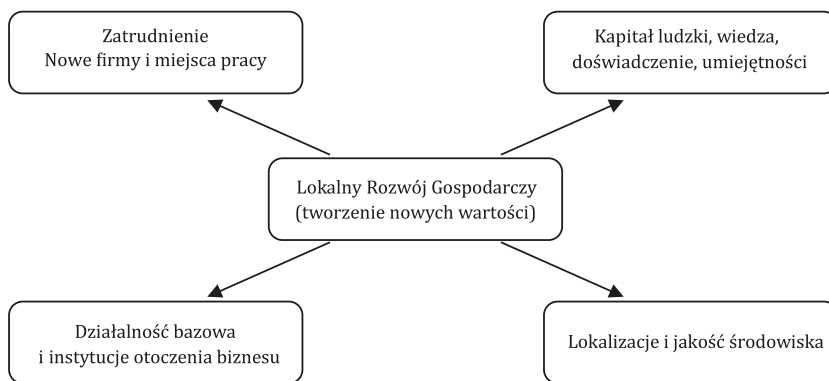 Zatrudnienie
Nowe firmy i miejsca pracy
Kapitał ludzki, wiedza,
doświadczenie, umiejętności
Lokalny Rozwój Gospodarczy
(tworzenie nowych wartości)
Działalność bazowa
i instytucje otoczenia biznesu
Lokalizacje i jakość środowiska